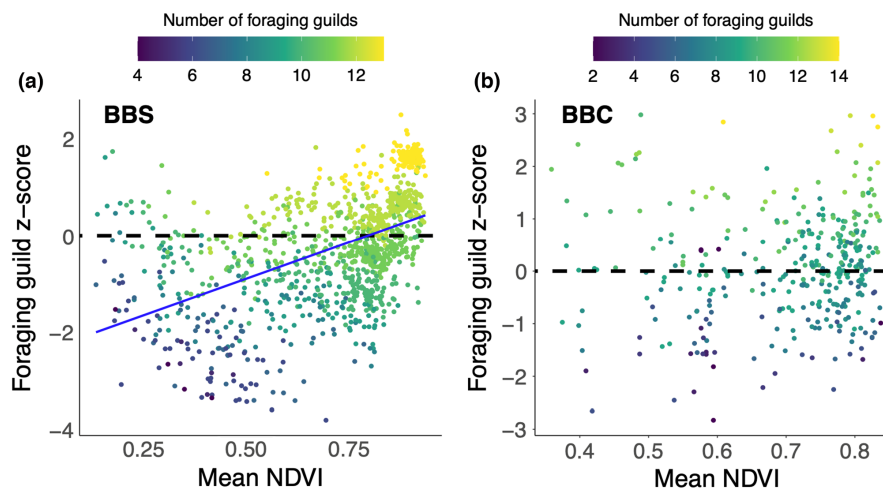 Number of foraging guilds
4 6 8 10 12
(a)
BBS
Foraging guild z−score
2
0
−2
−4
0.25 0.50 0.75
Mean NDVI
Number of foraging guilds
2 4 6 8 10 12 14
(b)
BBC
Foraging guild z−score
3
2
1
0
−1
−2
−3
0.4 0.5 0.6 0.7 0.8
Mean NDVI